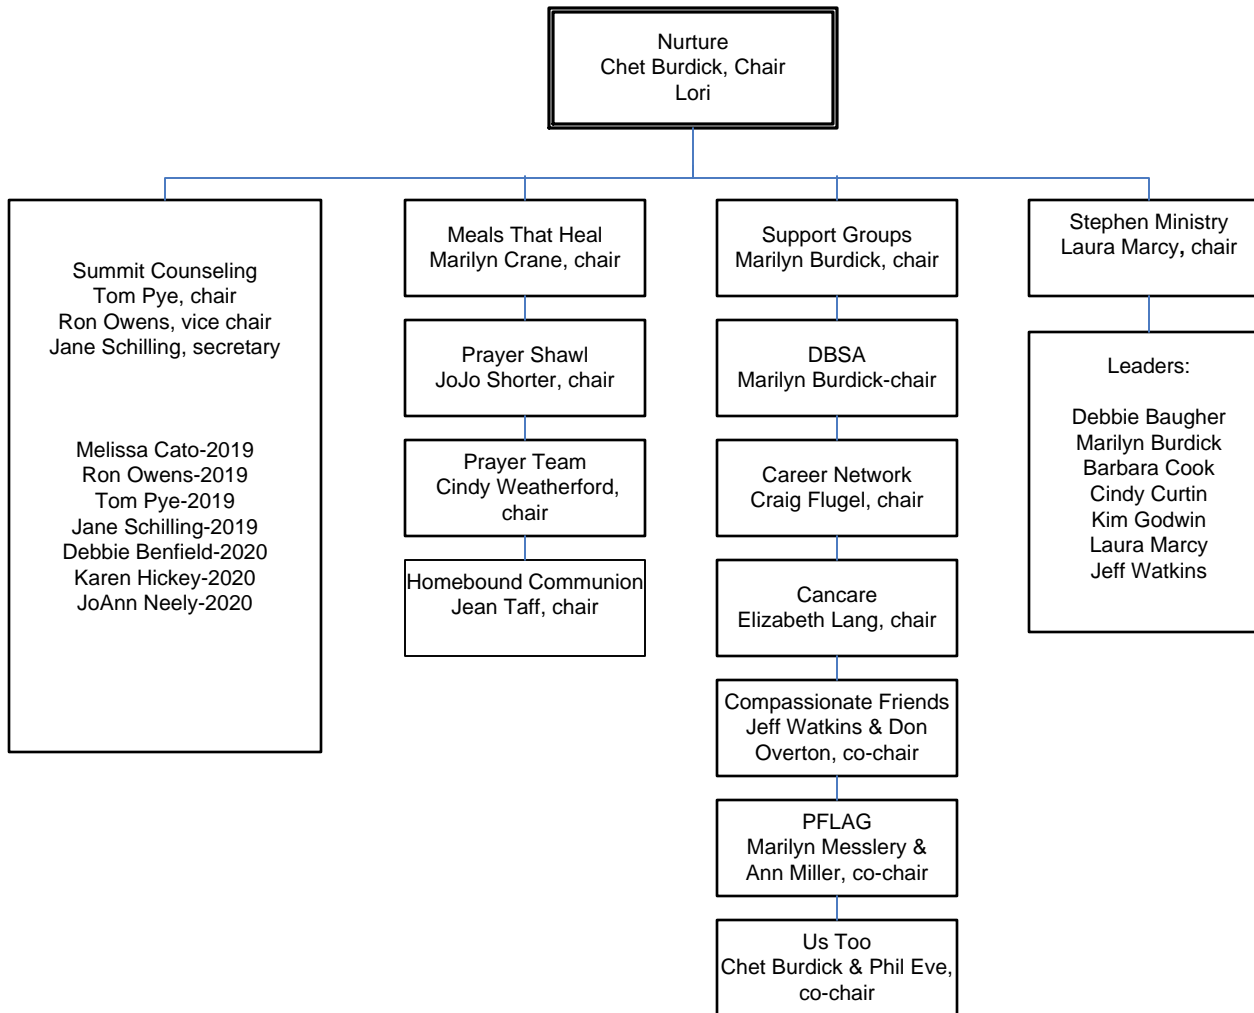 Nurture
Chet Burdick, Chair
Lori
Summit Counseling
Tom Pye, chair
Ron Owens, vice chair
Jane Schilling, secretary
Melissa Cato-2019
Ron Owens-2019
Tom Pye-2019
Jane Schilling-2019
Debbie Benfield-2020
Karen Hickey-2020
JoAnn Neely-2020
Meals That Heal
Marilyn Crane, chair
Prayer Shawl
JoJo Shorter, chair
Prayer Team
Cindy Weatherford,
chair
Homebound Communion
Jean Taff, chair
Support Groups
Marilyn Burdick, chair
DBSA
Marilyn Burdick-chair
Career Network
Craig Flugel, chair
Cancare
Elizabeth Lang, chair
Compassionate Friends
Jeff Watkins & Don
Overton, co-chair
PFLAG
Marilyn Messlery &
Ann Miller, co-chair
Us Too
Chet Burdick & Phil Eve,
co-chair
Stephen Ministry
Laura Marcy, chair
Leaders:
Debbie Baugher
Marilyn Burdick
Barbara Cook
Cindy Curtin
Kim Godwin
Laura Marcy
Jeff Watkins